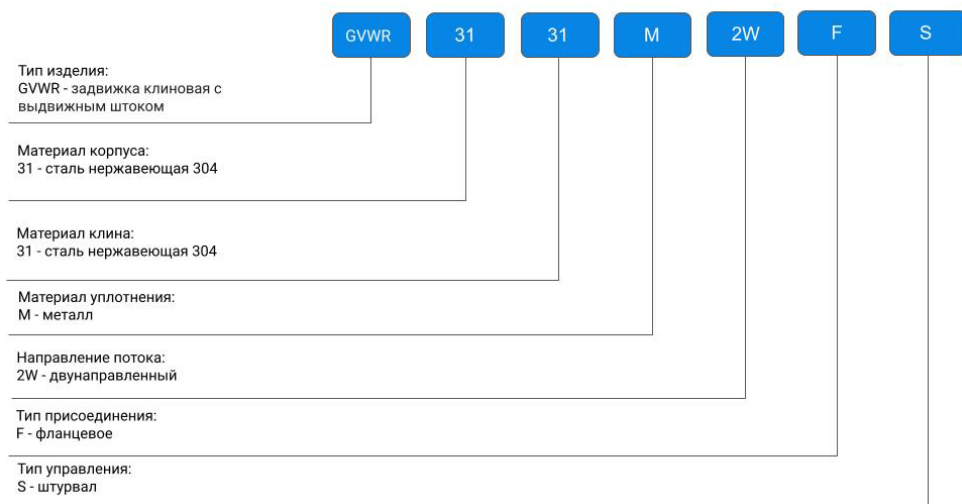 GVWR 31 31 M 2W F S
Тип изделия:
GVWR - задвижка клиновая с
выдвижным штоком
Материал корпуса:
31 - сталь нержавеющая 304
Материал клина:
31 - сталь нержавеющая 304
Материал уплотнения:
М - металл
Направление потока:
2W - двунаправленный
Тип присоединения:
F - фланцевое
Тип управления:
S - штурвал